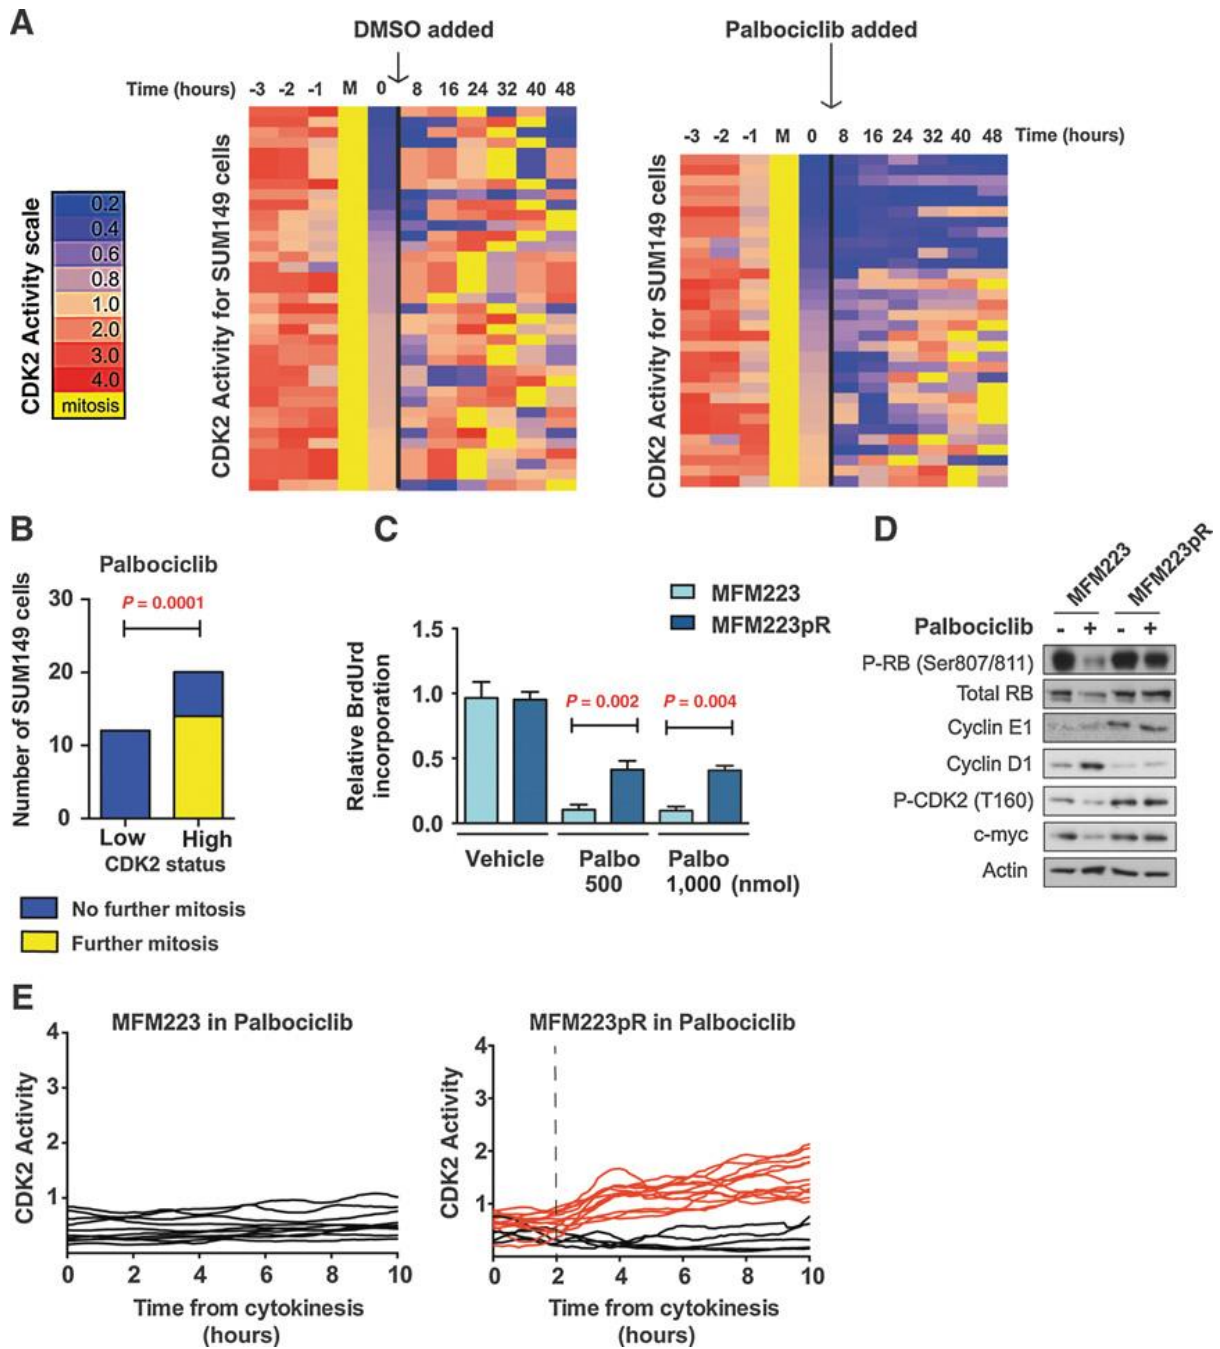 A
DMSO added
Palbociclib added
Time (hours) -3 -2 -1 M 0 8 16 24 32 40 48
-3 -2 -1 M 0 8 16 24 32 40 48 Time (hours)
CDK2 Activity scale
0.2
0.4
0.6
0.8
1.0
2.0
3.0
4.0
mitosis
CDK2 Activity for SUM149 cells
CDK2 Activity for SUM149 cells
B
Palbociclib
P = 0.0001
Number of SUM149 cells
30
20
10
0
Low High
CDK2 status
No further mitosis
Further mitosis
C
MFM223
MFM223pR
Relative BrdUrd
incorporation
1.5
1.0
0.5
0.0
P = 0.002
P = 0.004
Vehicle Palbo Palbo
500 1,000 (nmol)
D
MFM223
MFM223pR
Palbociclib - + - +
P-RB (Ser807/811)
Total RB
Cyclin E1
Cyclin D1
P-CDK2 (T160)
c-myc
Actin
E
MFM223 in Palbociclib
CDK2 Activity
4
3
2
1
0 2 4 6 8 10
Time from cytokinesis
(hours)
MFM223pR in Palbociclib
CDK2 Activity
4
3
2
1
0 2 4 6 8 10
Time from cytokinesis
(hours)